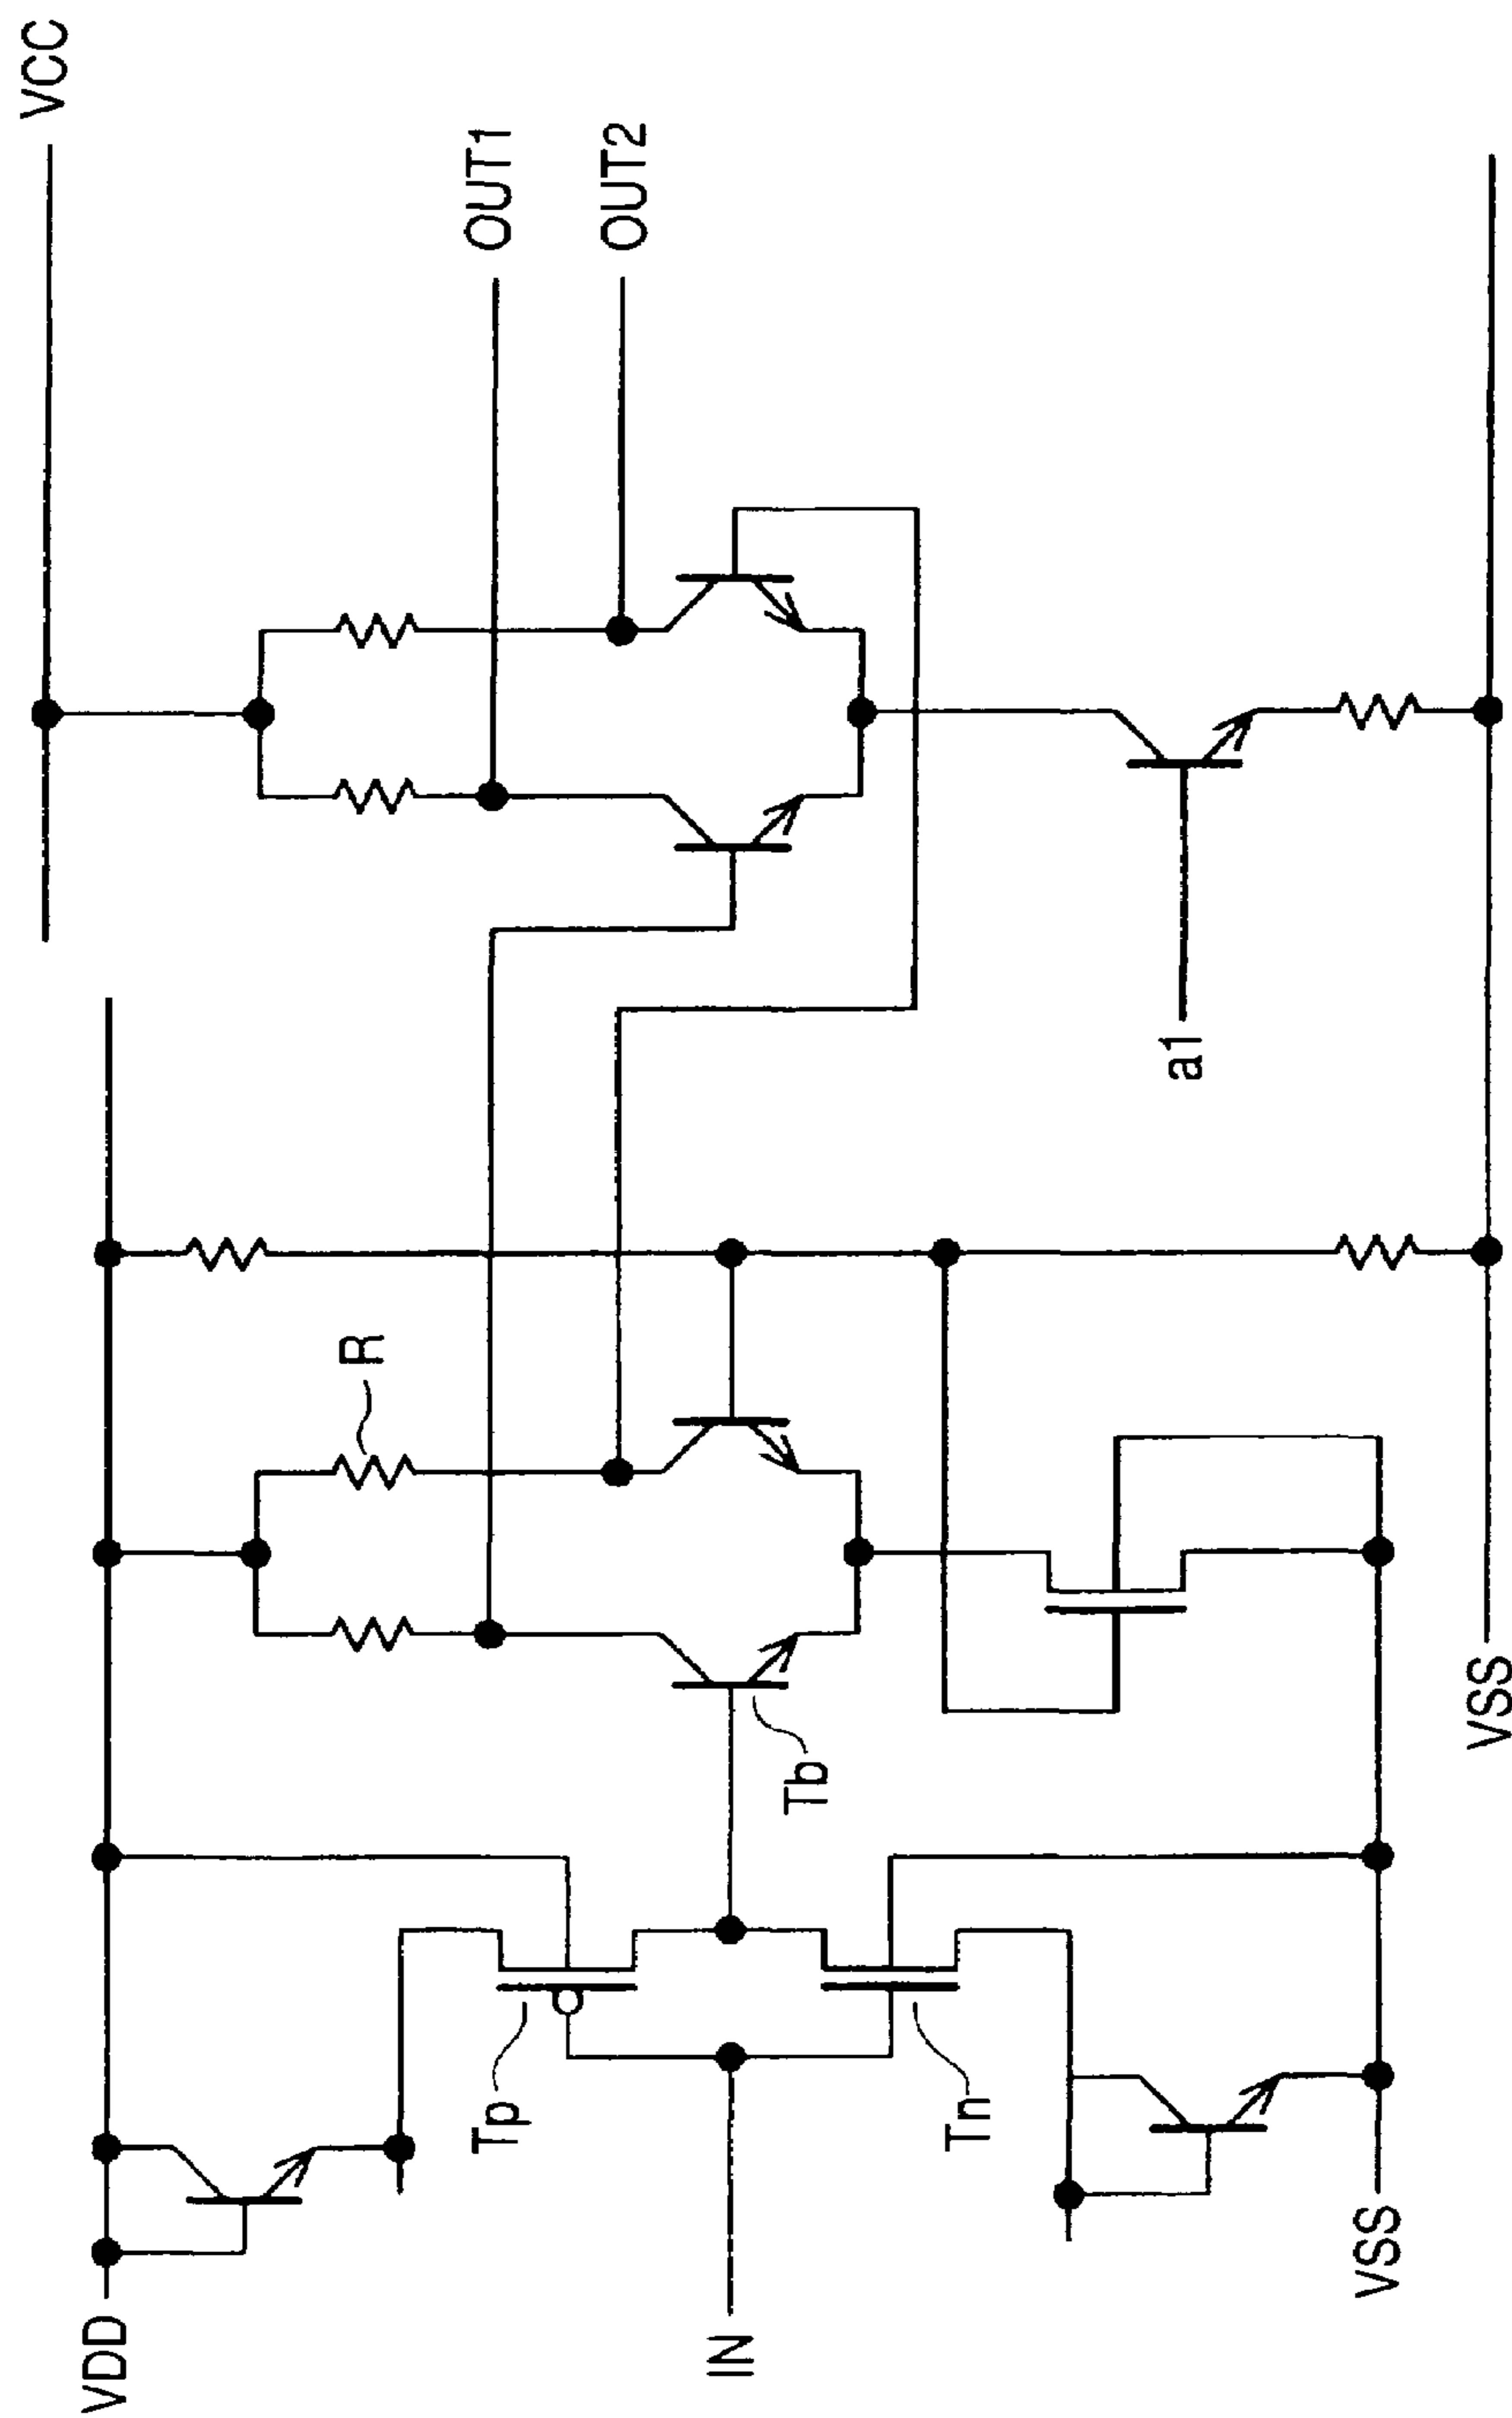 VCC
OUT1
OUT2
a1
R
Tb
VSS
Tp
Tn
VDD
IN
VSS